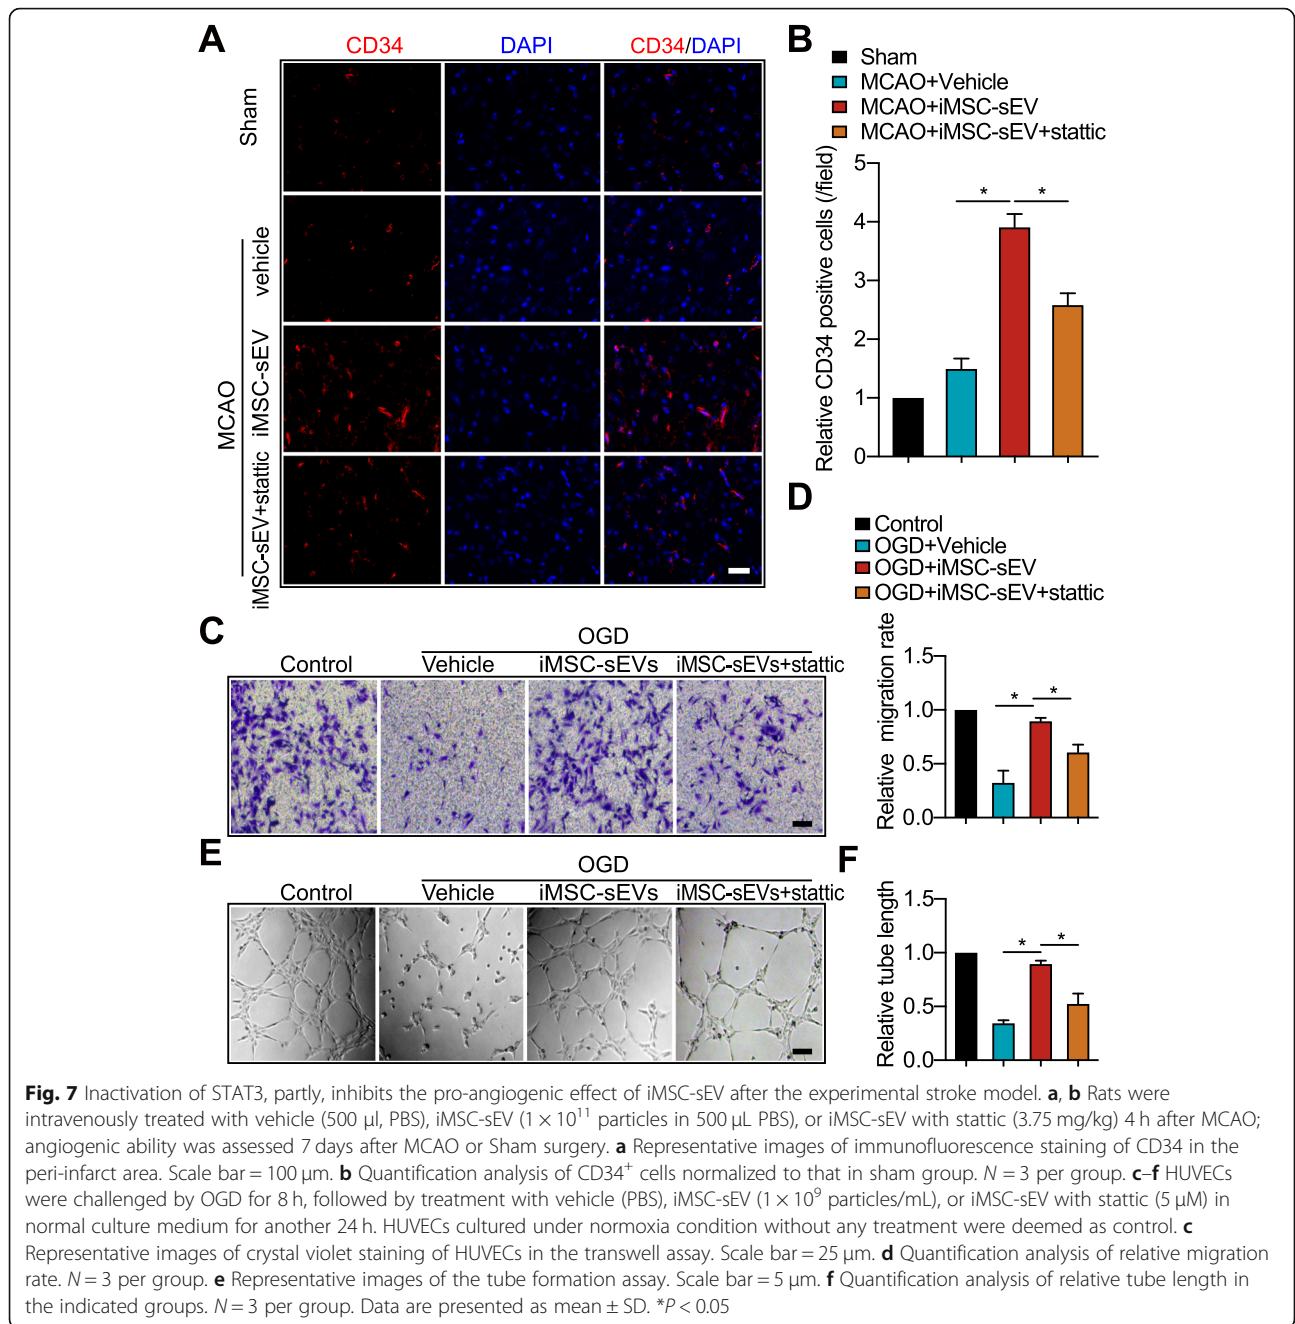 A
CD34 DAPI CD34/DAPI
Sham
vehicle
iMSC-sEV
iMSC-sEV+stattic
MCAO
B
Sham
MCAO+Vehicle
MCAO+iMSC-sEV
MCAO+iMSC-sEV+stattic
Relative CD34 positive cells (/field)
5
4
3
2
1
0
* *
C
OGD
Control Vehicle iMSC-sEVs iMSC-sEVs+stattic
D
Control
OGD+Vehicle
OGD+iMSC-sEV
OGD+iMSC-sEV+stattic
Relative migration rate
1.5
1.0
0.5
0.0
* *
E
OGD
Control Vehicle iMSC-sEVs iMSC-sEVs+stattic
F
Relative tube length
1.5
1.0
0.5
0.0
* *
Fig. 7 Inactivation of STAT3, partly, inhibits the pro-angiogenic effect of iMSC-sEV after the experimental stroke model. a, b Rats were
intravenously treated with vehicle (500 μl, PBS), iMSC-sEV (1 × 10¹¹ particles in 500 μL PBS), or iMSC-sEV with stattic (3.75 mg/kg) 4 h after MCAO;
angiogenic ability was assessed 7 days after MCAO or Sham surgery. a Representative images of immunofluorescence staining of CD34 in the
peri-infarct area. Scale bar = 100 μm. b Quantification analysis of CD34⁺ cells normalized to that in sham group. N = 3 per group. c–f HUVECs
were challenged by OGD for 8 h, followed by treatment with vehicle (PBS), iMSC-sEV (1 × 10⁹ particles/mL), or iMSC-sEV with stattic (5 μM) in
normal culture medium for another 24 h. HUVECs cultured under normoxia condition without any treatment were deemed as control. c
Representative images of crystal violet staining of HUVECs in the transwell assay. Scale bar = 25 μm. d Quantification analysis of relative migration
rate. N = 3 per group. e Representative images of the tube formation assay. Scale bar = 5 μm. f Quantification analysis of relative tube length in
the indicated groups. N = 3 per group. Data are presented as mean ± SD. *P < 0.05